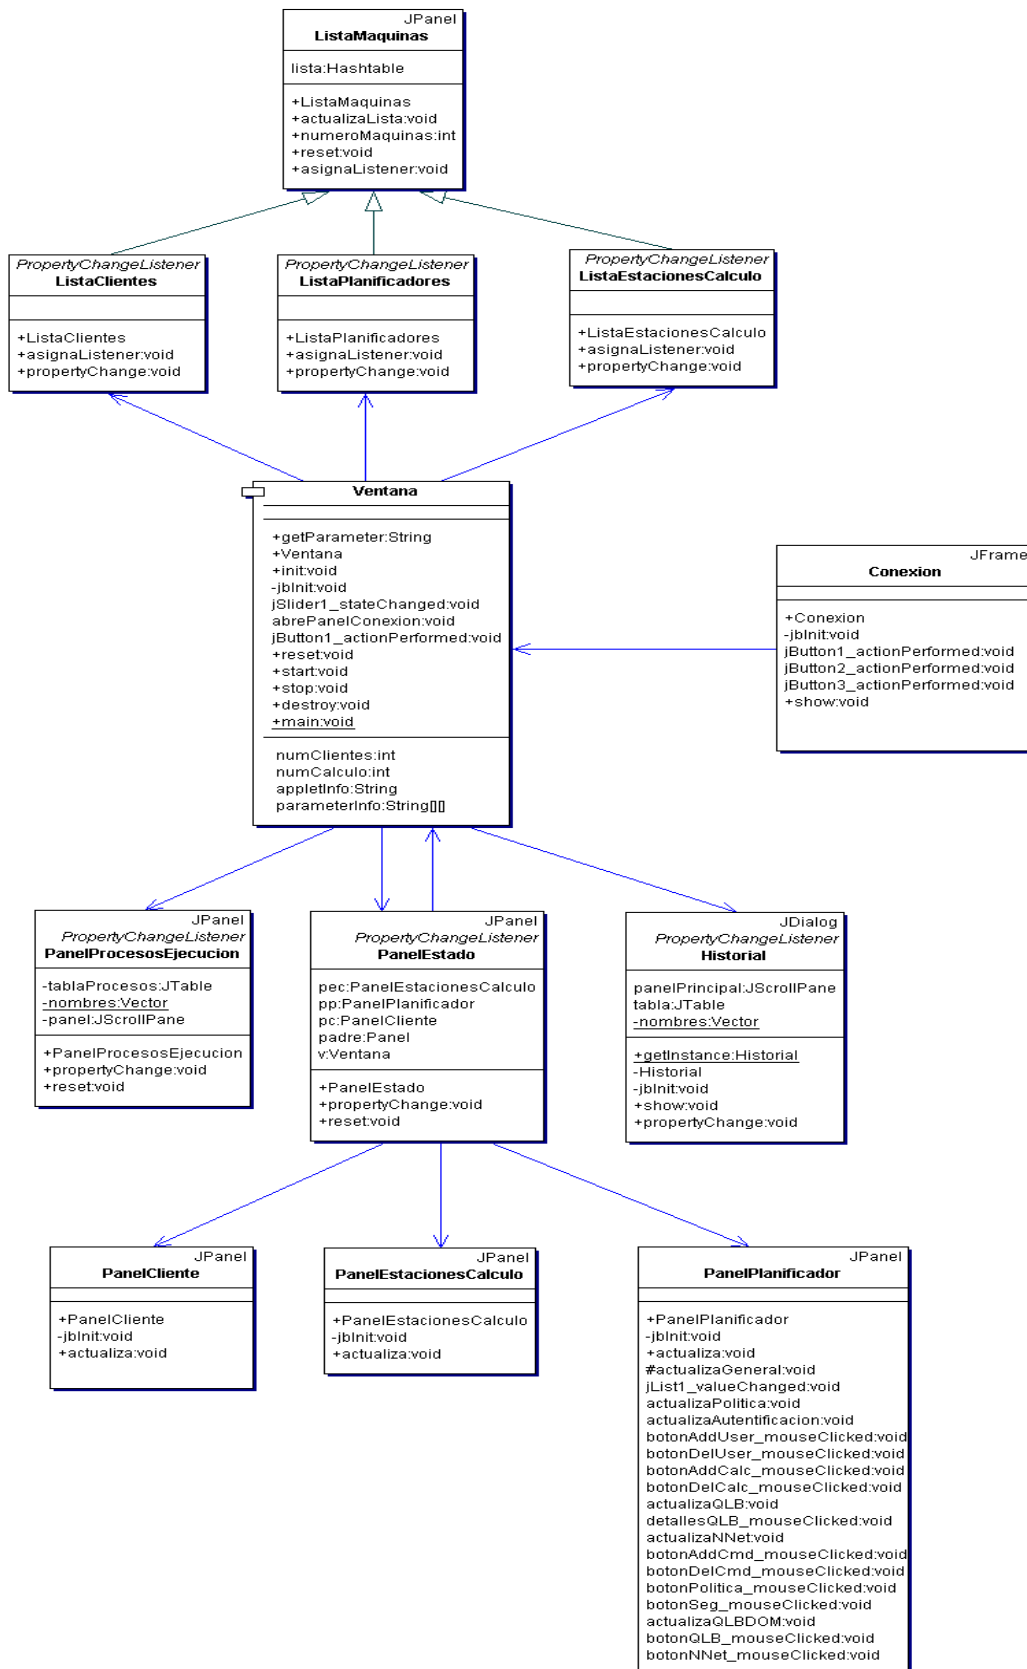 JPanel
ListaMaquinas
lista:Hashtable
+ListaMaquinas
+actualizaLista:void
+numeroMaquinas:int
+reset:void
+asignaListener:void
PropertyChangeListener
ListaClientes
+ListaClientes
+asignaListener:void
+propertyChange:void
PropertyChangeListener
ListaPlanificadores
+ListaPlanificadores
+asignaListener:void
+propertyChange:void
PropertyChangeListener
ListaEstacionesCalculo
+ListaEstacionesCalculo
+asignaListener:void
+propertyChange:void
Ventana
+getParameter:String
+Ventana
+init:void
-jbInit:void
jSlider1_stateChanged:void
abrePanelConexion:void
jButton1_actionPerformed:void
+reset:void
+start:void
+stop:void
+destroy:void
+main:void
numClientes:int
numCalculo:int
appletInfo:String
parameterInfo:String[][]
JFrame
Conexion
+Conexion
-jbInit:void
jButton1_actionPerformed:void
jButton2_actionPerformed:void
jButton3_actionPerformed:void
+show:void
JPanel
PropertyChangeListener
PanelProcesosEjecucion
-tablaProcesos:JTable
-nombres:Vector
-panel:JScrollPane
+PanelProcesosEjecucion
+propertyChange:void
+reset:void
JPanel
PropertyChangeListener
PanelEstado
pec:PanelEstacionesCalculo
pp:PanelPlanificador
pc:PanelCliente
padre:Panel
v:Ventana
+PanelEstado
+propertyChange:void
+reset:void
JDialog
PropertyChangeListener
Historial
panelPrincipal:JScrollPane
tabla:JTable
-nombres:Vector
+getInstance:Historial
-Historial
-jbInit:void
+show:void
+propertyChange:void
JPanel
PanelCliente
+PanelCliente
-jbInit:void
+actualiza:void
JPanel
PanelEstacionesCalculo
+PanelEstacionesCalculo
-jbInit:void
+actualiza:void
JPanel
PanelPlanificador
+PanelPlanificador
-jbInit:void
+actualiza:void
#actualizaGeneral:void
jList1_valueChanged:void
actualizaPolitica:void
actualizaAutentificacion:void
botonAddUser_mouseClicked:void
botonDelUser_mouseClicked:void
botonAddCalc_mouseClicked:void
botonDelCalc_mouseClicked:void
actualizaQLB:void
detallesQLB_mouseClicked:void
actualizaNNet:void
botonAddCmd_mouseClicked:void
botonDelCmd_mouseClicked:void
botonPolitica_mouseClicked:void
botonSeg_mouseClicked:void
actualizaQLBDOM:void
botonQLB_mouseClicked:void
botonNNet_mouseClicked:void